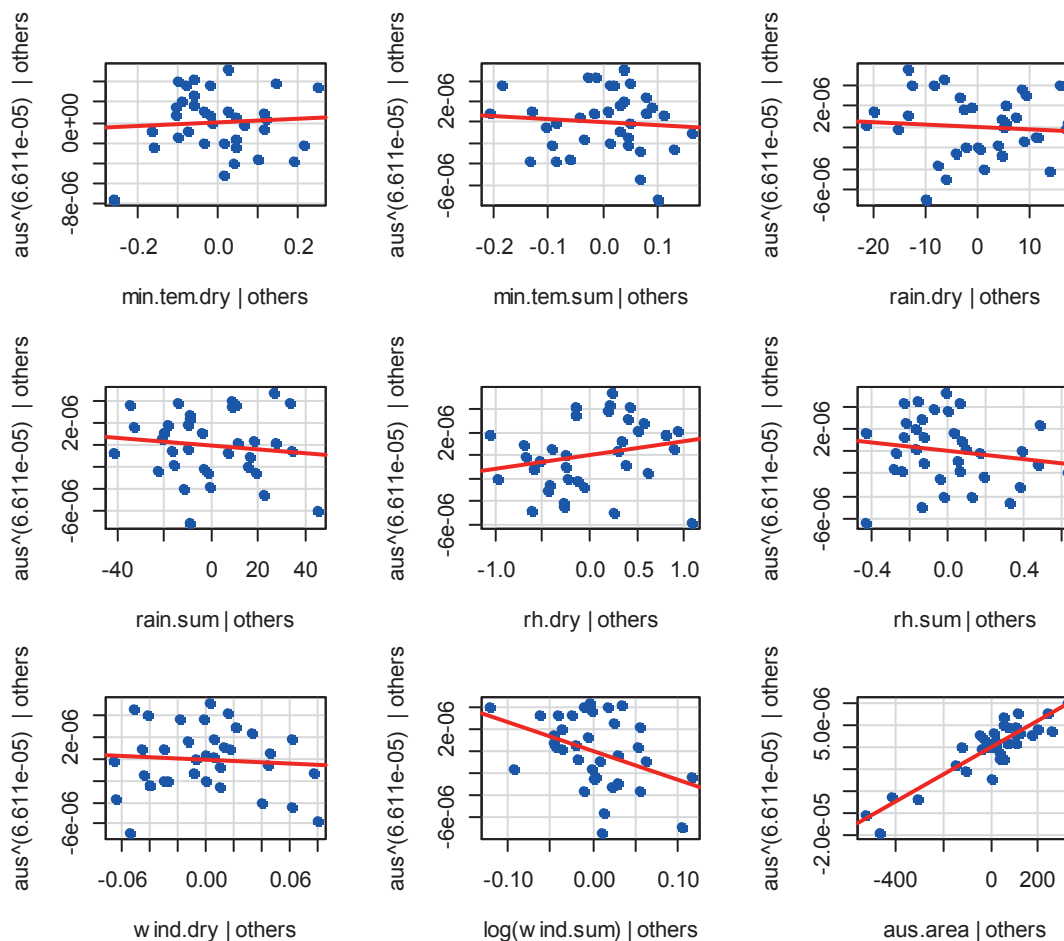 aus^(6.611e-05) | others
-8e-06 0e+00
-0.2 0.0 0.2
min.tem.dry | others
aus^(6.611e-05) | others
-6e-06 2e-06
-0.2 -0.1 0.0 0.1
min.tem.sum | others
aus^(6.611e-05) | others
-6e-06 2e-06
-20 -10 0 10
rain.dry | others
aus^(6.611e-05) | others
-6e-06 2e-06
-40 0 20 40
rain.sum | others
aus^(6.611e-05) | others
-6e-06 2e-06
-1.0 0.0 0.5 1.0
rh.dry | others
aus^(6.611e-05) | others
-6e-06 2e-06
-0.4 0.0 0.4
rh.sum | others
aus^(6.611e-05) | others
-6e-06 2e-06
-0.06 0.00 0.06
wind.dry | others
aus^(6.611e-05) | others
-6e-06 2e-06
-0.10 0.00 0.10
log(wind.sum) | others
aus^(6.611e-05) | others
-2.0e-05 5.0e-06
-400 0 200
aus.area | others